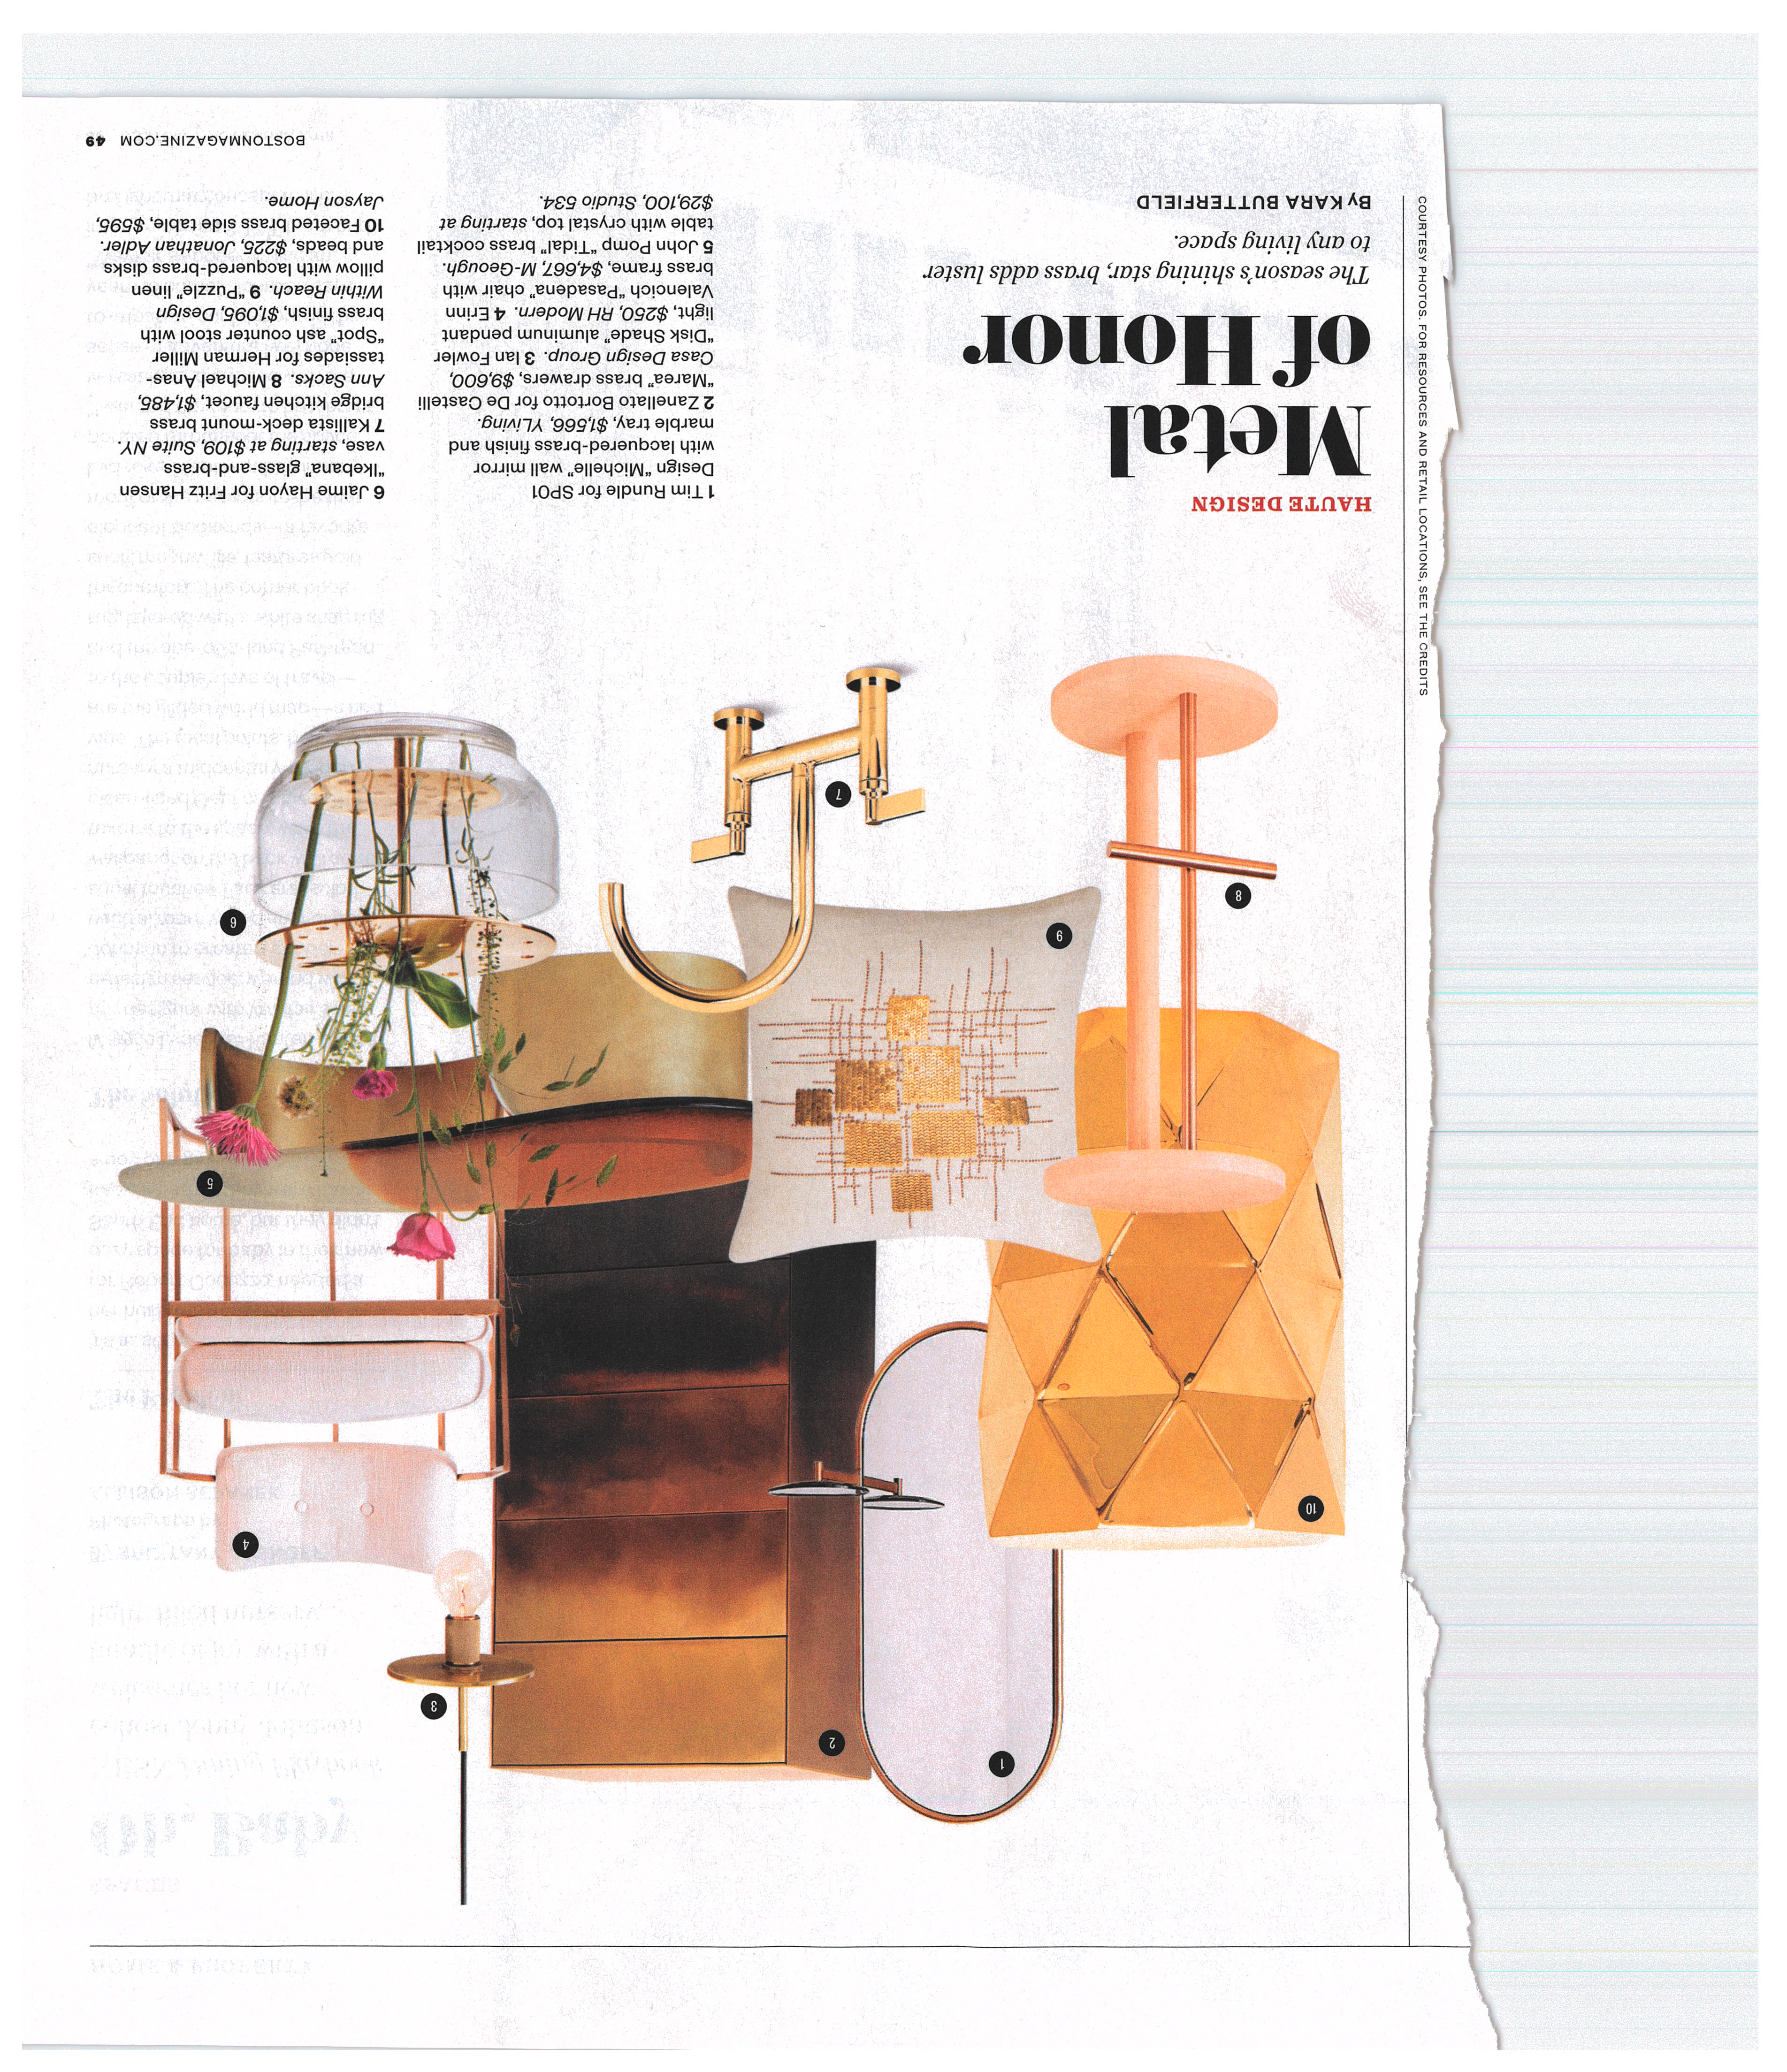 HAUTE DESIGN
Metal
of Honor
The season's shining star, brass adds luster
to any living space.
By KARA BUTTERFIELD
1 Tim Rundle for SP01
Design "Michelle" wall mirror
with lacquered-brass finish and
marble tray, $1,566, YLiving.
2 Zanellato Bortotto for De Castelli
"Marea" brass drawers, $9,600,
Casa Design Group. 3 Ian Fowler
"Disk Shade" aluminum pendant
light, $250, RH Modern. 4 Erinn
Valencich "Pasadena" chair with
brass frame, $4,667, M-Geough.
5 John Pomp "Tidal" brass cocktail
table with crystal top, starting at
$29,100, Studio 534.
6 Jaime Hayon for Fritz Hansen
"Ikebana" glass-and-brass
vase, starting at $109, Suite NY.
7 Kallista deck-mount brass
bridge kitchen faucet, $1,485,
Ann Sacks. 8 Michael Anas-
tassiades for Herman Miller
"Spot" ash counter stool with
brass finish, $1,095, Design
Within Reach. 9 "Puzzle" linen
pillow with lacquered-brass disks
and beads, $225, Jonathan Adler.
10 Faceted brass side table, $595,
Jayson Home.
COURTESY PHOTOS. FOR RESOURCES AND RETAIL LOCATIONS, SEE THE CREDITS
BOSTONMAGAZINE.COM 49
1
2
3
4
5
6
7
8
9
10